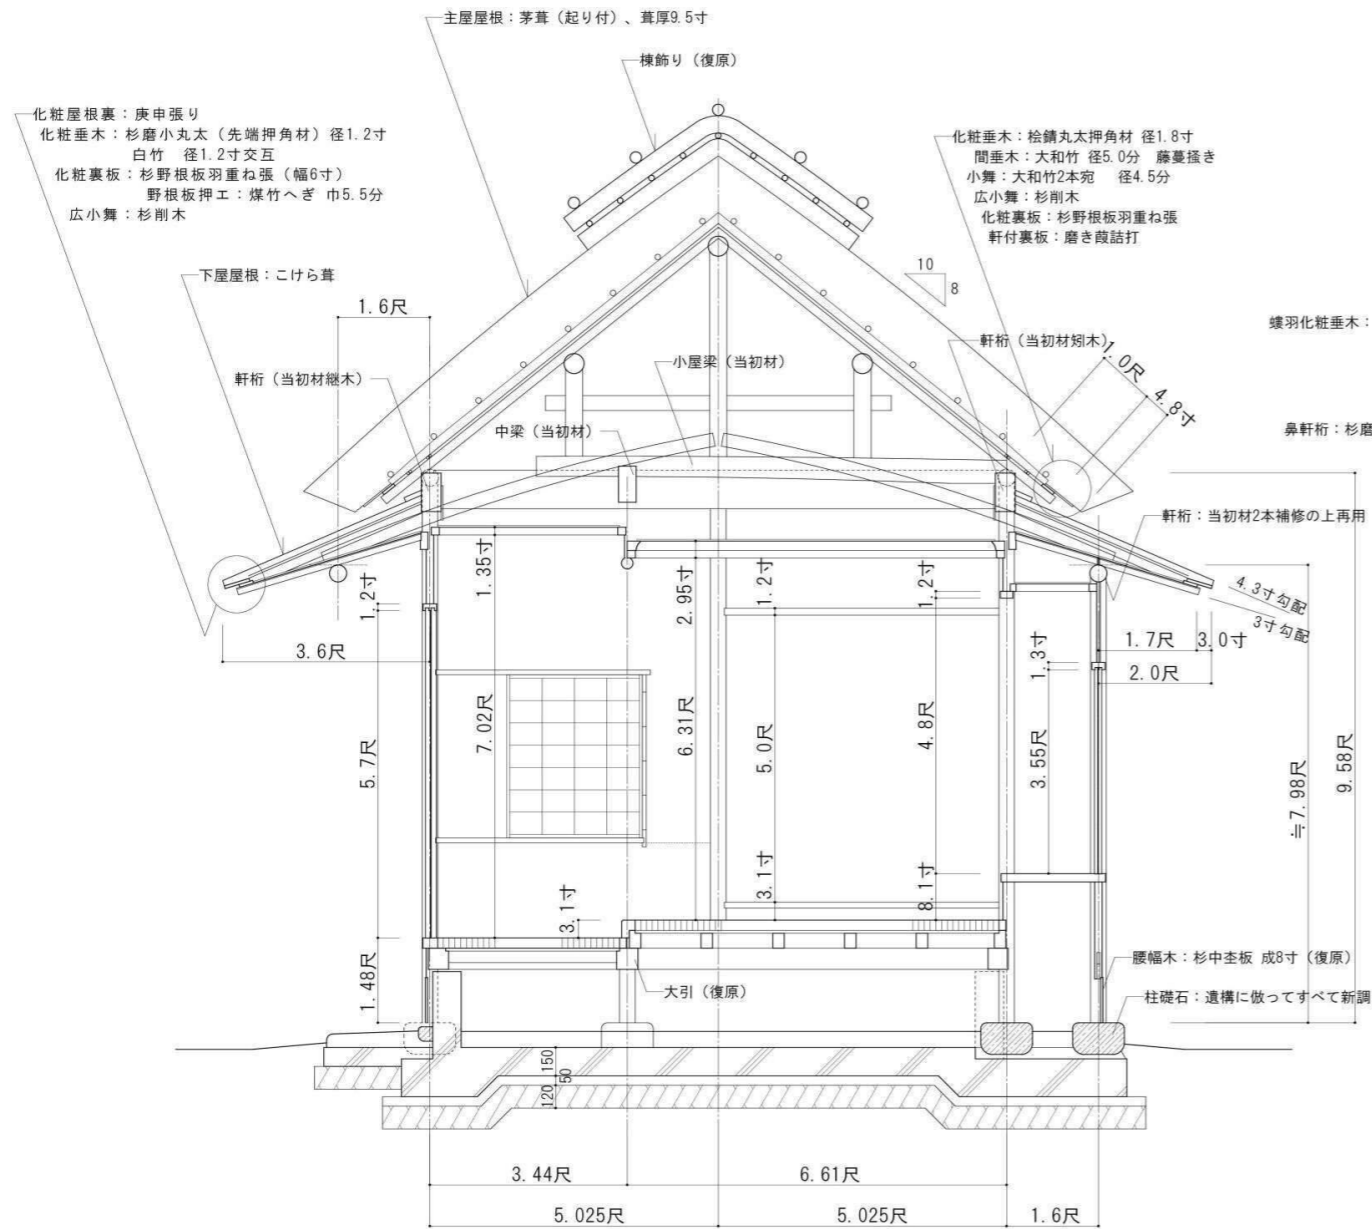 主屋屋根：茅葺（起り付）、葺厚9.5寸
棟飾り（復原）
化粧屋根裏：庚申張り
化粧垂木：杉磨小丸太（先端押角材）径1.2寸
白竹　径1.2寸交互
化粧裏板：杉野根板羽重ね張（幅6寸）
野根板押エ：煤竹へぎ 巾5.5分
広小舞：杉削木
化粧垂木：桧錆丸太押角材 径1.8寸
間垂木：大和竹 径5.0分　藤蔓掻き
小舞：大和竹2本宛　径4.5分
広小舞：杉削木
化粧裏板：杉野根板羽重ね張
軒付裏板：磨き葭詰打
下屋屋根：こけら葺
10
8
1.6尺
螻羽化粧垂木：
軒桁（当初材継木）
小屋梁（当初材）
軒桁（当初材矧木）
1.0尺
4.8寸
中梁（当初材）
鼻軒桁：杉磨
軒桁：当初材2本補修の上再用
1.2寸
1.35寸
2.95寸
1.2寸
1.2寸
4.3寸勾配
3寸勾配
3.6尺
1.3寸
1.7尺
3.0寸
2.0尺
5.7尺
7.02尺
6.31尺
5.0尺
4.8尺
3.55尺
≒7.98尺
9.58尺
3.1寸
3.1寸
8.1寸
1.48尺
大引（復原）
腰幅木：杉中杢板 成8寸（復原）
柱礎石：遺構に倣ってすべて新調
150
50
120
3.44尺
6.61尺
5.025尺
5.025尺
1.6尺